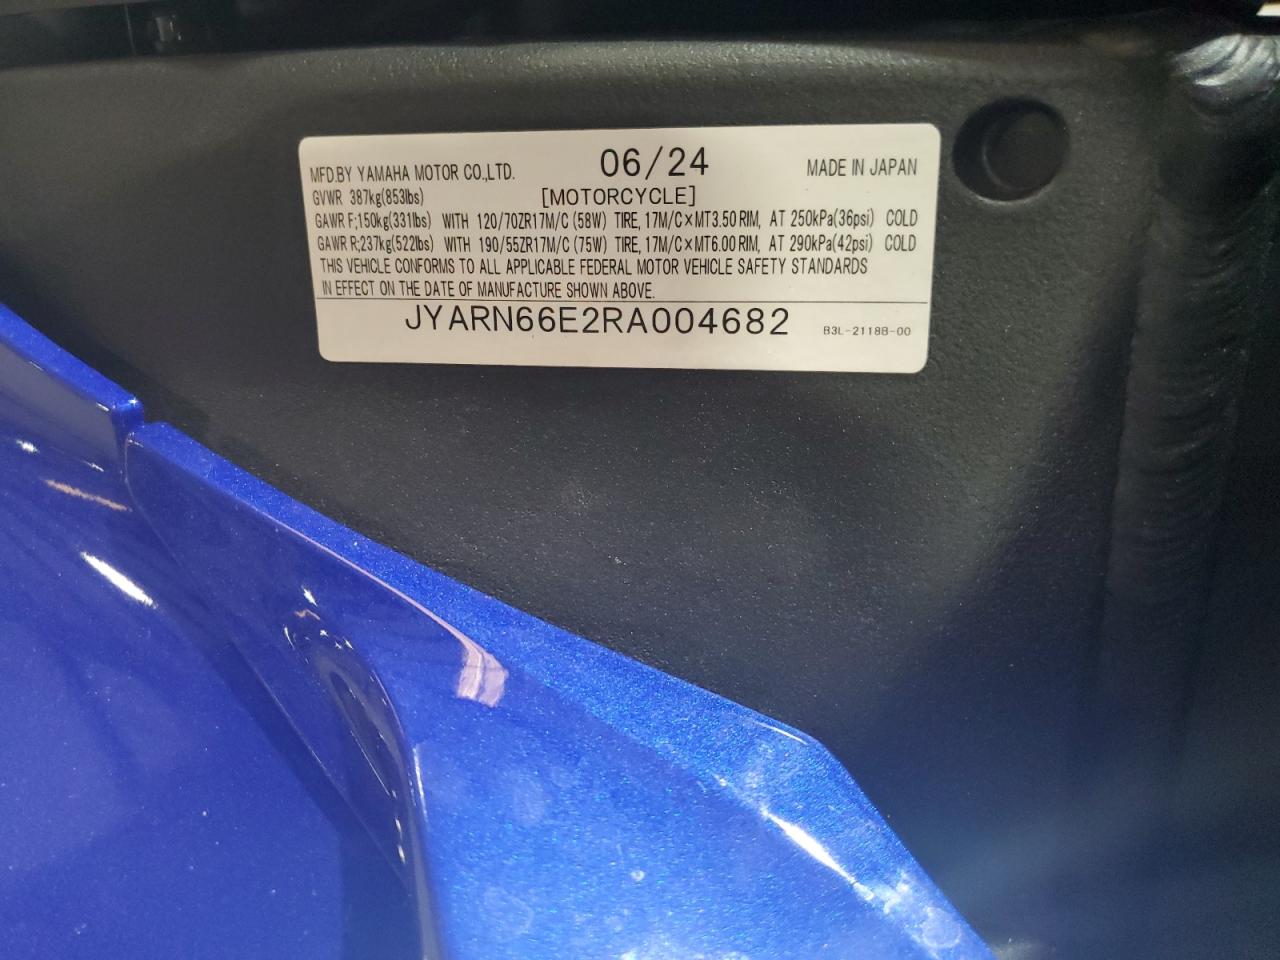 MFD.BY YAMAHA MOTOR CO.,LTD. 06/24 MADE IN JAPAN
GVWR 387kg(853lbs) [MOTORCYCLE]
GAWR F;150kg(331lbs) WITH 120/70ZR17M/C (58W) TIRE, 17M/C×MT3.50 RIM, AT 250kPa(36psi) COLD
GAWR R;237kg(522lbs) WITH 190/55ZR17M/C (75W) TIRE, 17M/C×MT6.00 RIM, AT 290kPa(42psi) COLD
THIS VEHICLE CONFORMS TO ALL APPLICABLE FEDERAL MOTOR VEHICLE SAFETY STANDARDS
IN EFFECT ON THE DATE OF MANUFACTURE SHOWN ABOVE.
JYARN66E2RA004682 B3L-2118B-00